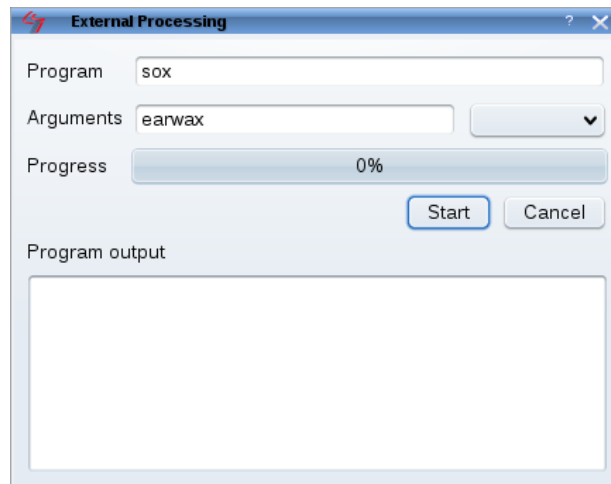 External Processing
Program sox
Arguments earwax
Progress 0%
Start Cancel
Program output